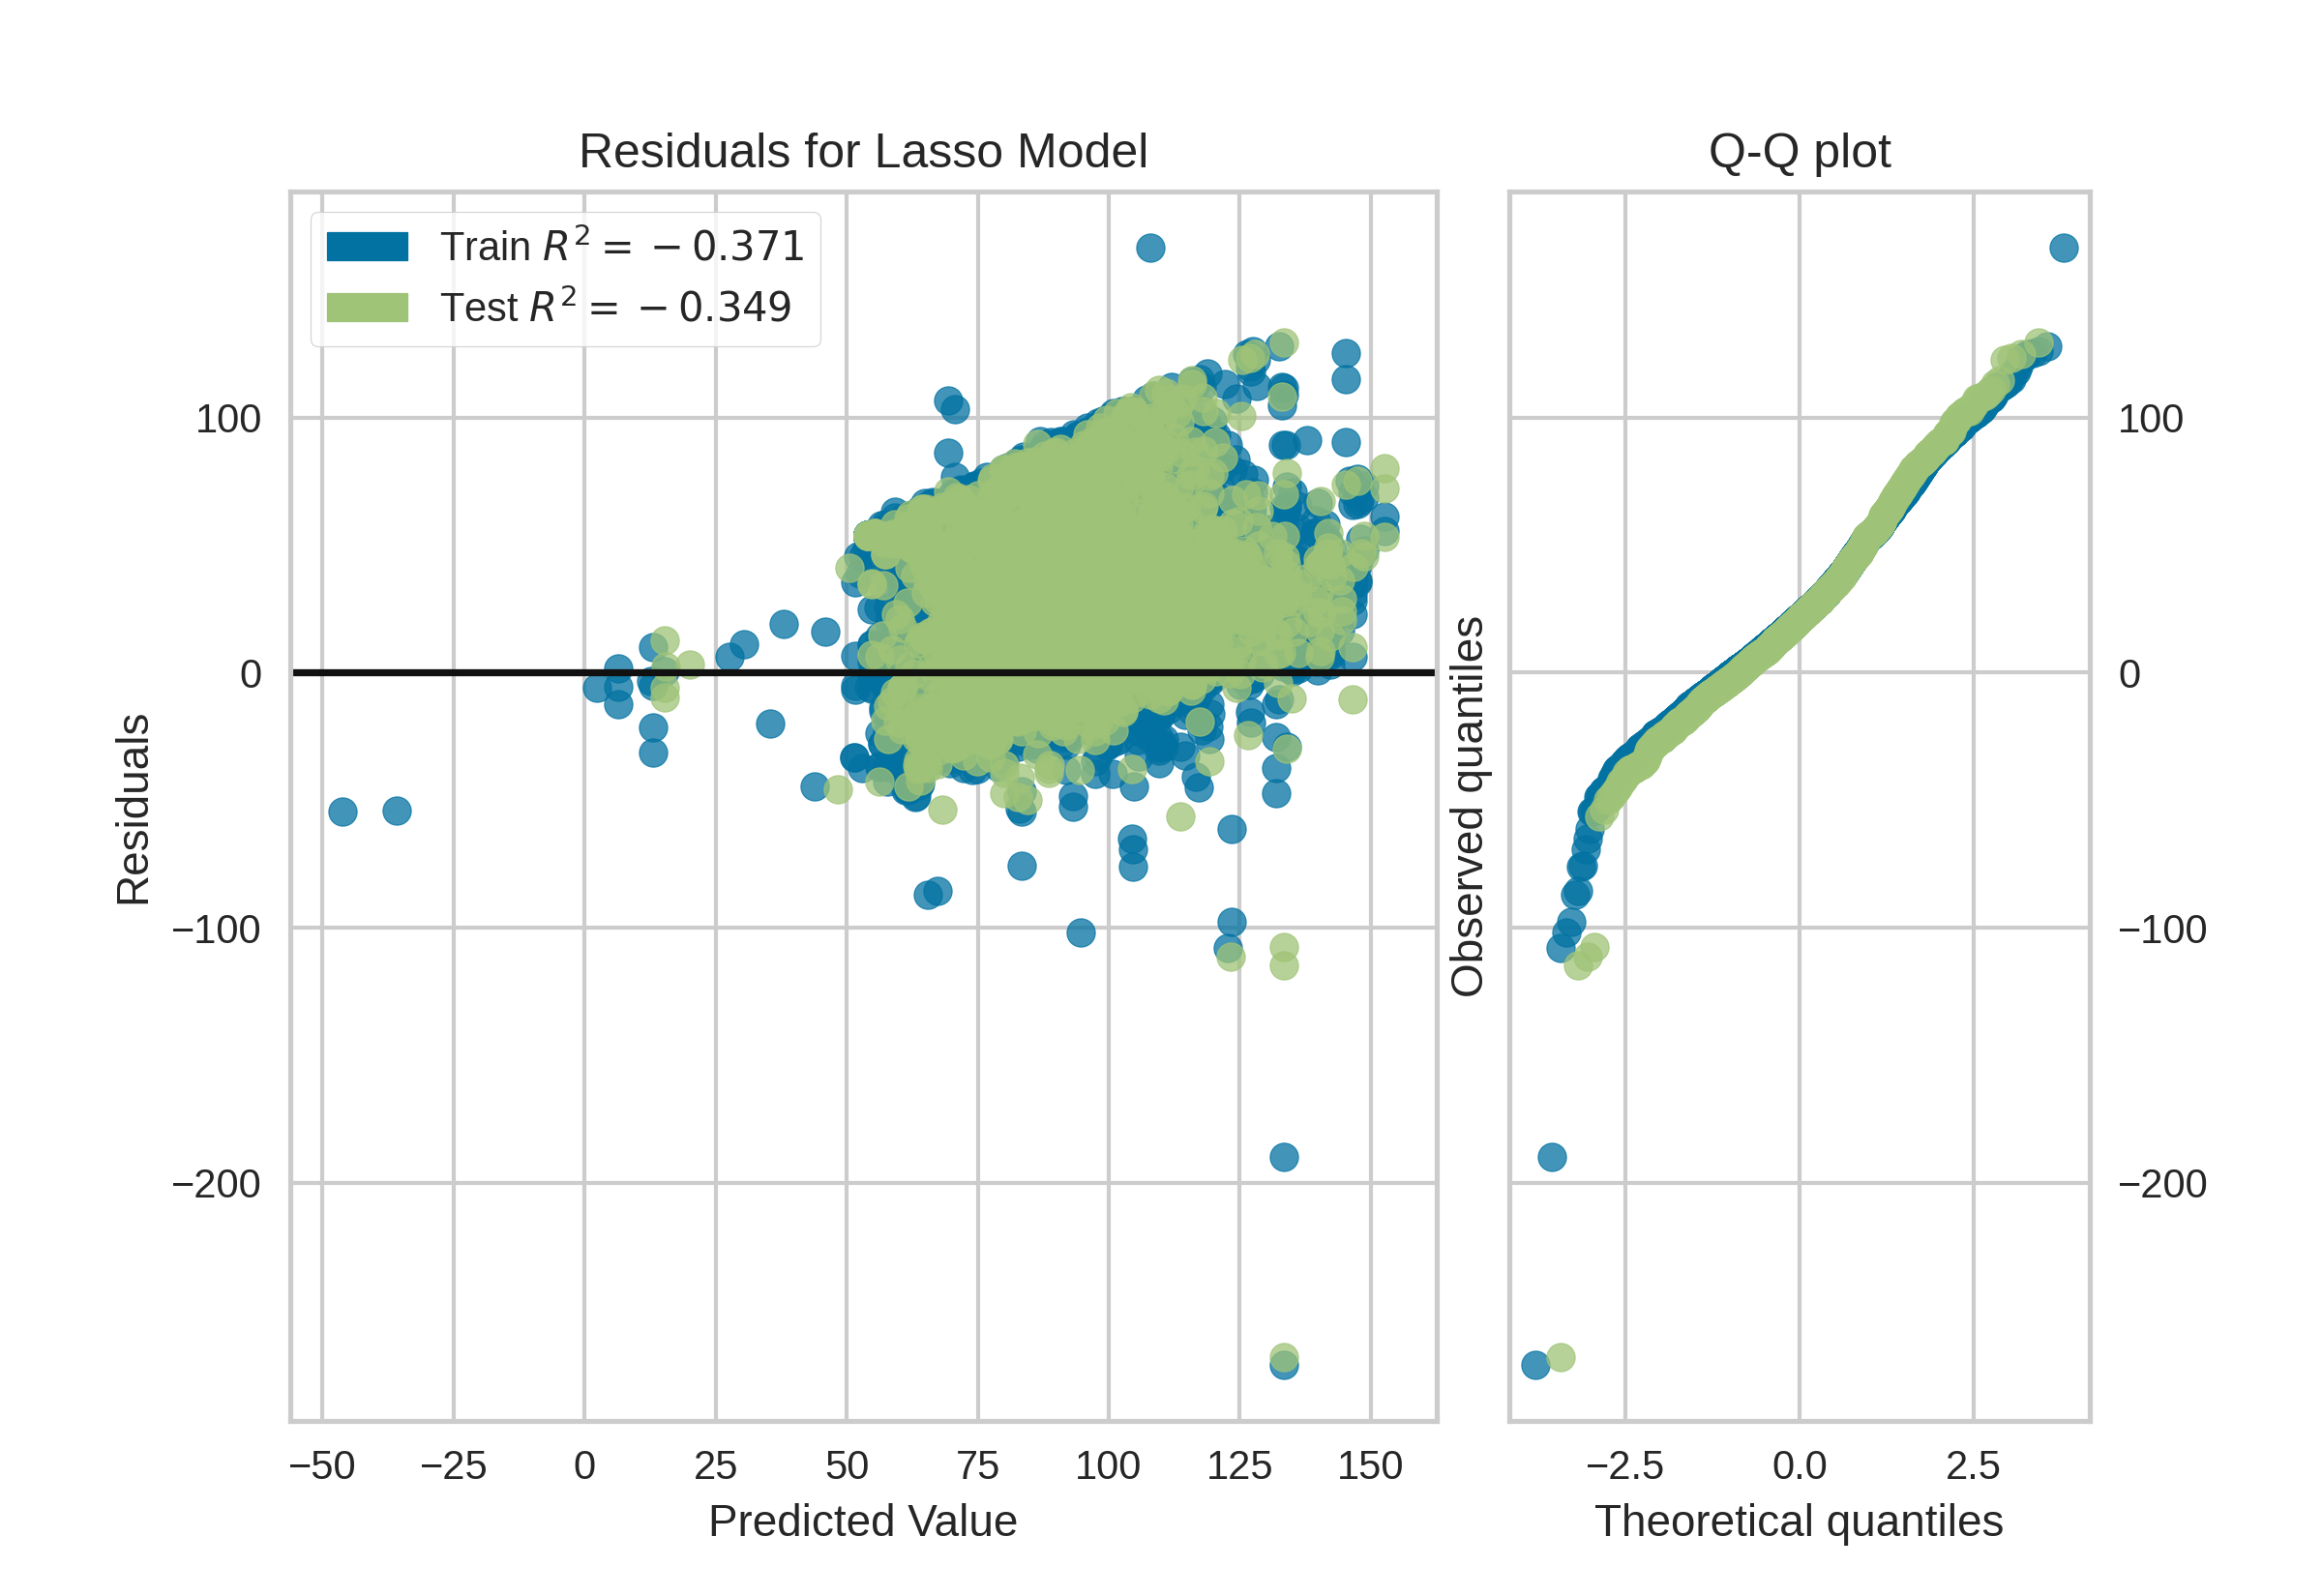 Residuals for Lasso Model
Train R² = −0.371
Test R² = −0.349
Residuals
100
0
−100
−200
−50 −25 0 25 50 75 100 125 150
Predicted Value
Q-Q plot
Observed quantiles
100
0
−100
−200
−2.5 0.0 2.5
Theoretical quantiles